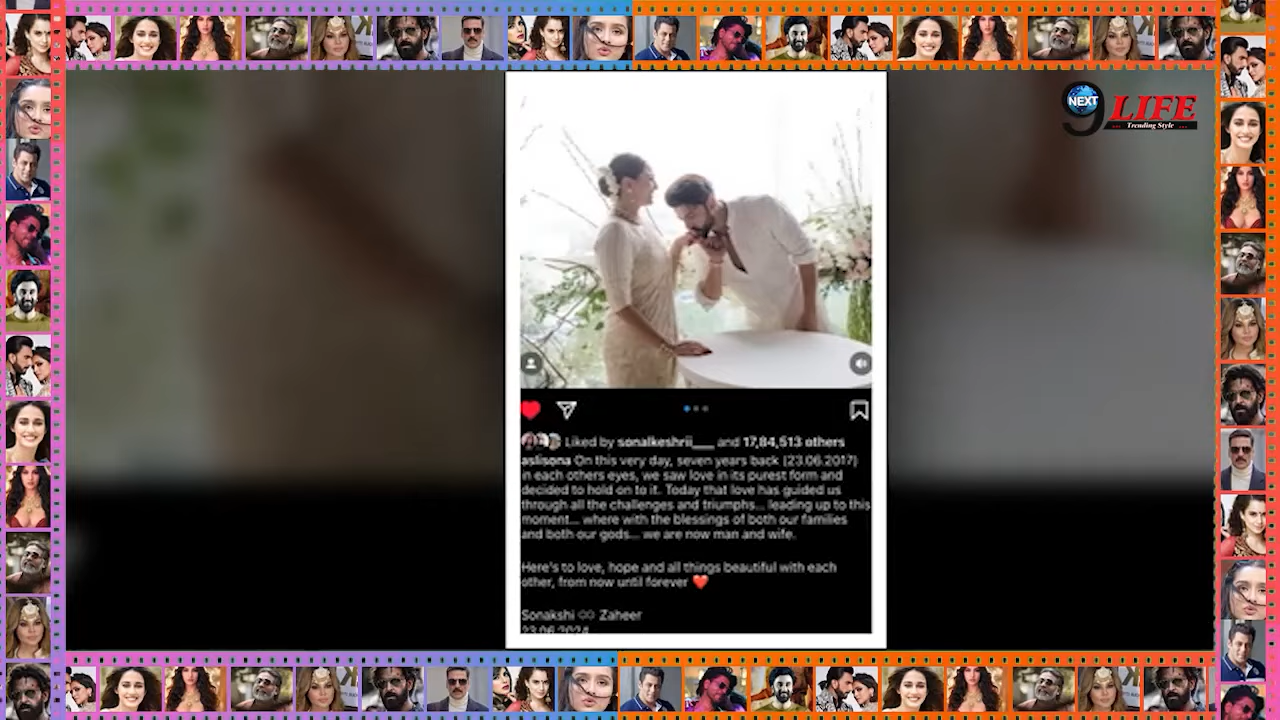 NEXT
9 LIFE
... Trending Style ...
Liked by sonalkeshrii___ and 17,84,513 others
aslisona On this very day, seven years back (23.06.2017)
in each others eyes, we saw love in its purest form and
decided to hold on to it. Today that love has guided us
through all the challenges and triumphs... leading up to this
moment... where with the blessings of both our families
and both our gods... we are now man and wife.
Here's to love, hope and all things beautiful with each
other, from now until forever ❤️
Sonakshi ♾ Zaheer
23.06.2024